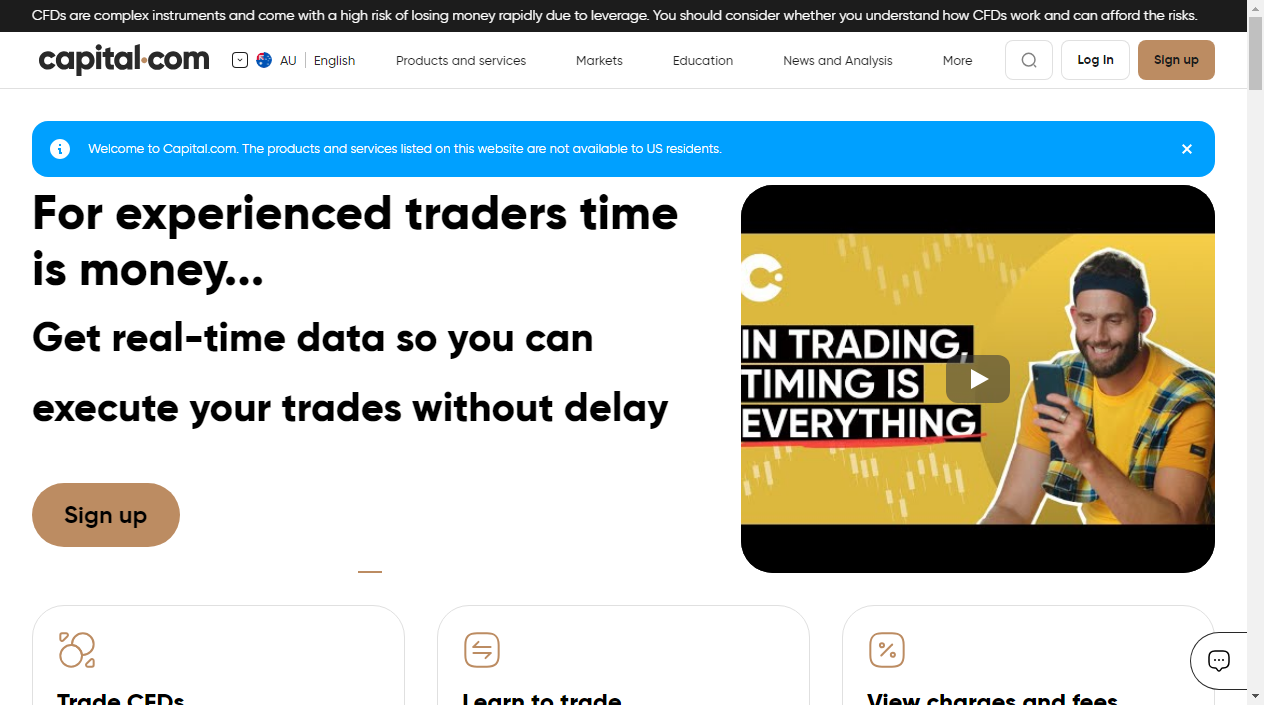 CFDs are complex instruments and come with a high risk of losing money rapidly due to leverage. You should consider whether you understand how CFDs work and can afford the risks.
capital.com AU English Products and services Markets Education News and Analysis More Log In Sign up
Welcome to Capital.com. The products and services listed on this website are not available to US residents.
For experienced traders time
is money...
Get real-time data so you can
execute your trades without delay
Sign up
IN TRADING,
TIMING IS
EVERYTHING
Trade CFDs
Learn to trade
View charges and fees